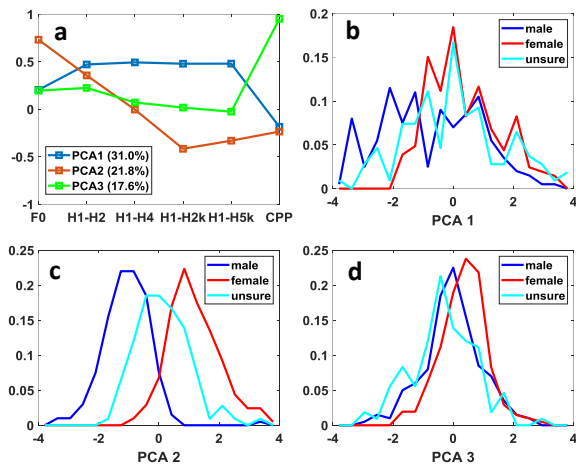 a
1
0.5
0
-0.5
-1
PCA1 (31.0%)
PCA2 (21.8%)
PCA3 (17.6%)
F0 H1-H2 H1-H4 H1-H2k H1-H5k CPP
b
0.2
0.15
0.1
0.05
0
male
female
unsure
-4 -2 0 2 4
PCA 1
c
0.25
0.2
0.15
0.1
0.05
0
male
female
unsure
-4 -2 0 2 4
PCA 2
d
0.25
0.2
0.15
0.1
0.05
0
male
female
unsure
-4 -2 0 2 4
PCA 3